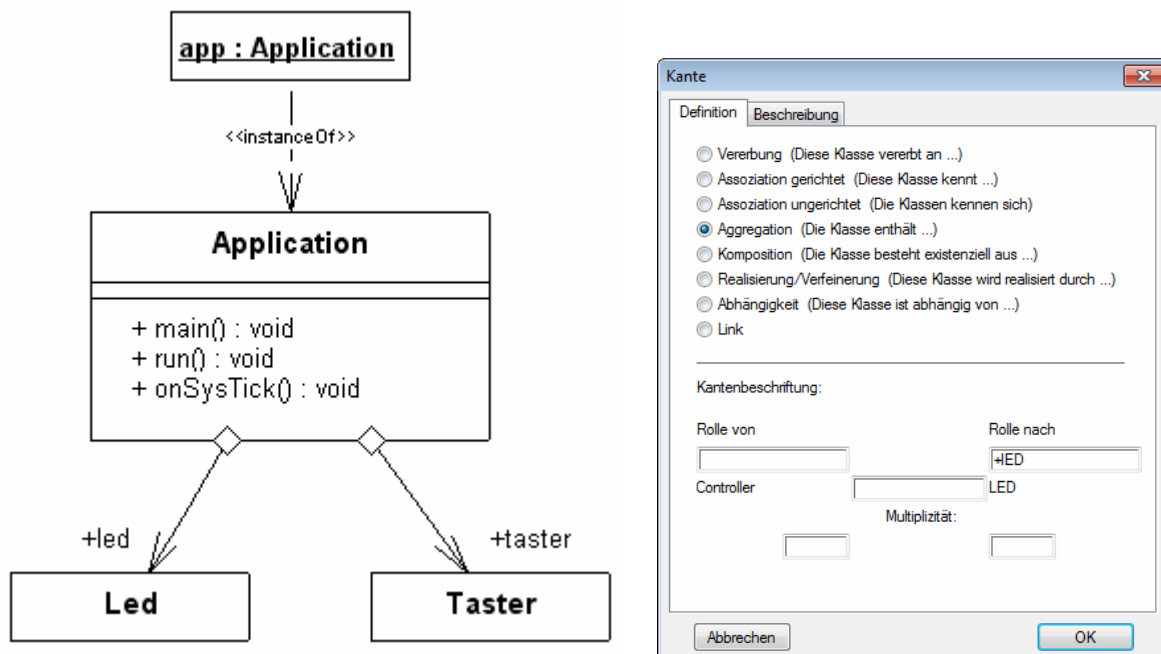 app : Application
<<instanceOf>>
Application
+ main() : void
+ run() : void
+ onSysTick() : void
+led
+taster
Led
Taster
Kante
Definition
Beschreibung
Vererbung (Diese Klasse vererbt an ...)
Assoziation gerichtet (Diese Klasse kennt ...)
Assoziation ungerichtet (Die Klassen kennen sich)
Aggregation (Die Klasse enthält ...)
Komposition (Die Klasse besteht existenziell aus ...)
Realisierung/Verfeinerung (Diese Klasse wird realisiert durch ...)
Abhängigkeit (Diese Klasse ist abhängig von ...)
Link
Kantenbeschriftung:
Rolle von
Rolle nach
+lED
Controller
LED
Multiplizität:
Abbrechen
OK